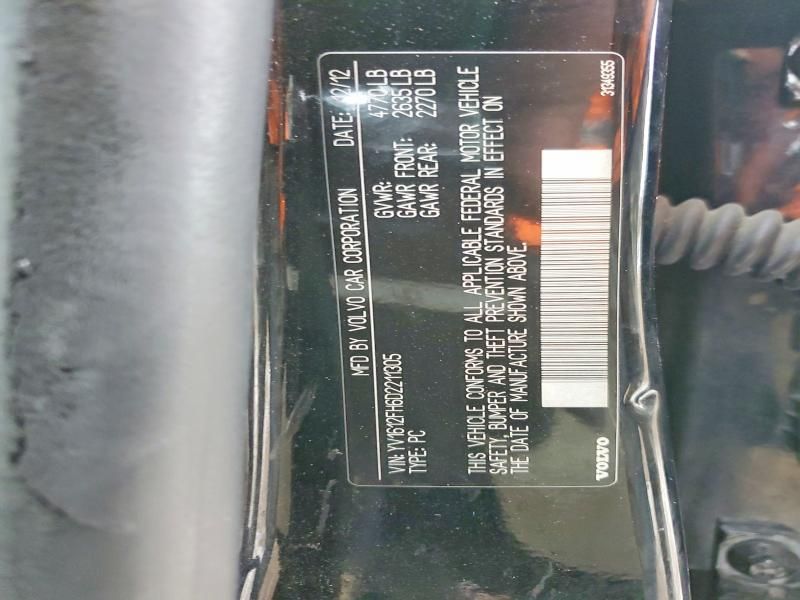 MFD BY VOLVO CAR CORPORATION DATE: 12/12
VIN: YV1612FH6D2211305 GVWR: 4770 LB
TYPE: PC GAWR FRONT: 2635 LB
GAWR REAR: 2270 LB
THIS VEHICLE CONFORMS TO ALL APPLICABLE FEDERAL MOTOR VEHICLE
SAFETY, BUMPER AND THEFT PREVENTION STANDARDS IN EFFECT ON
THE DATE OF MANUFACTURE SHOWN ABOVE.
VOLVO 31349355